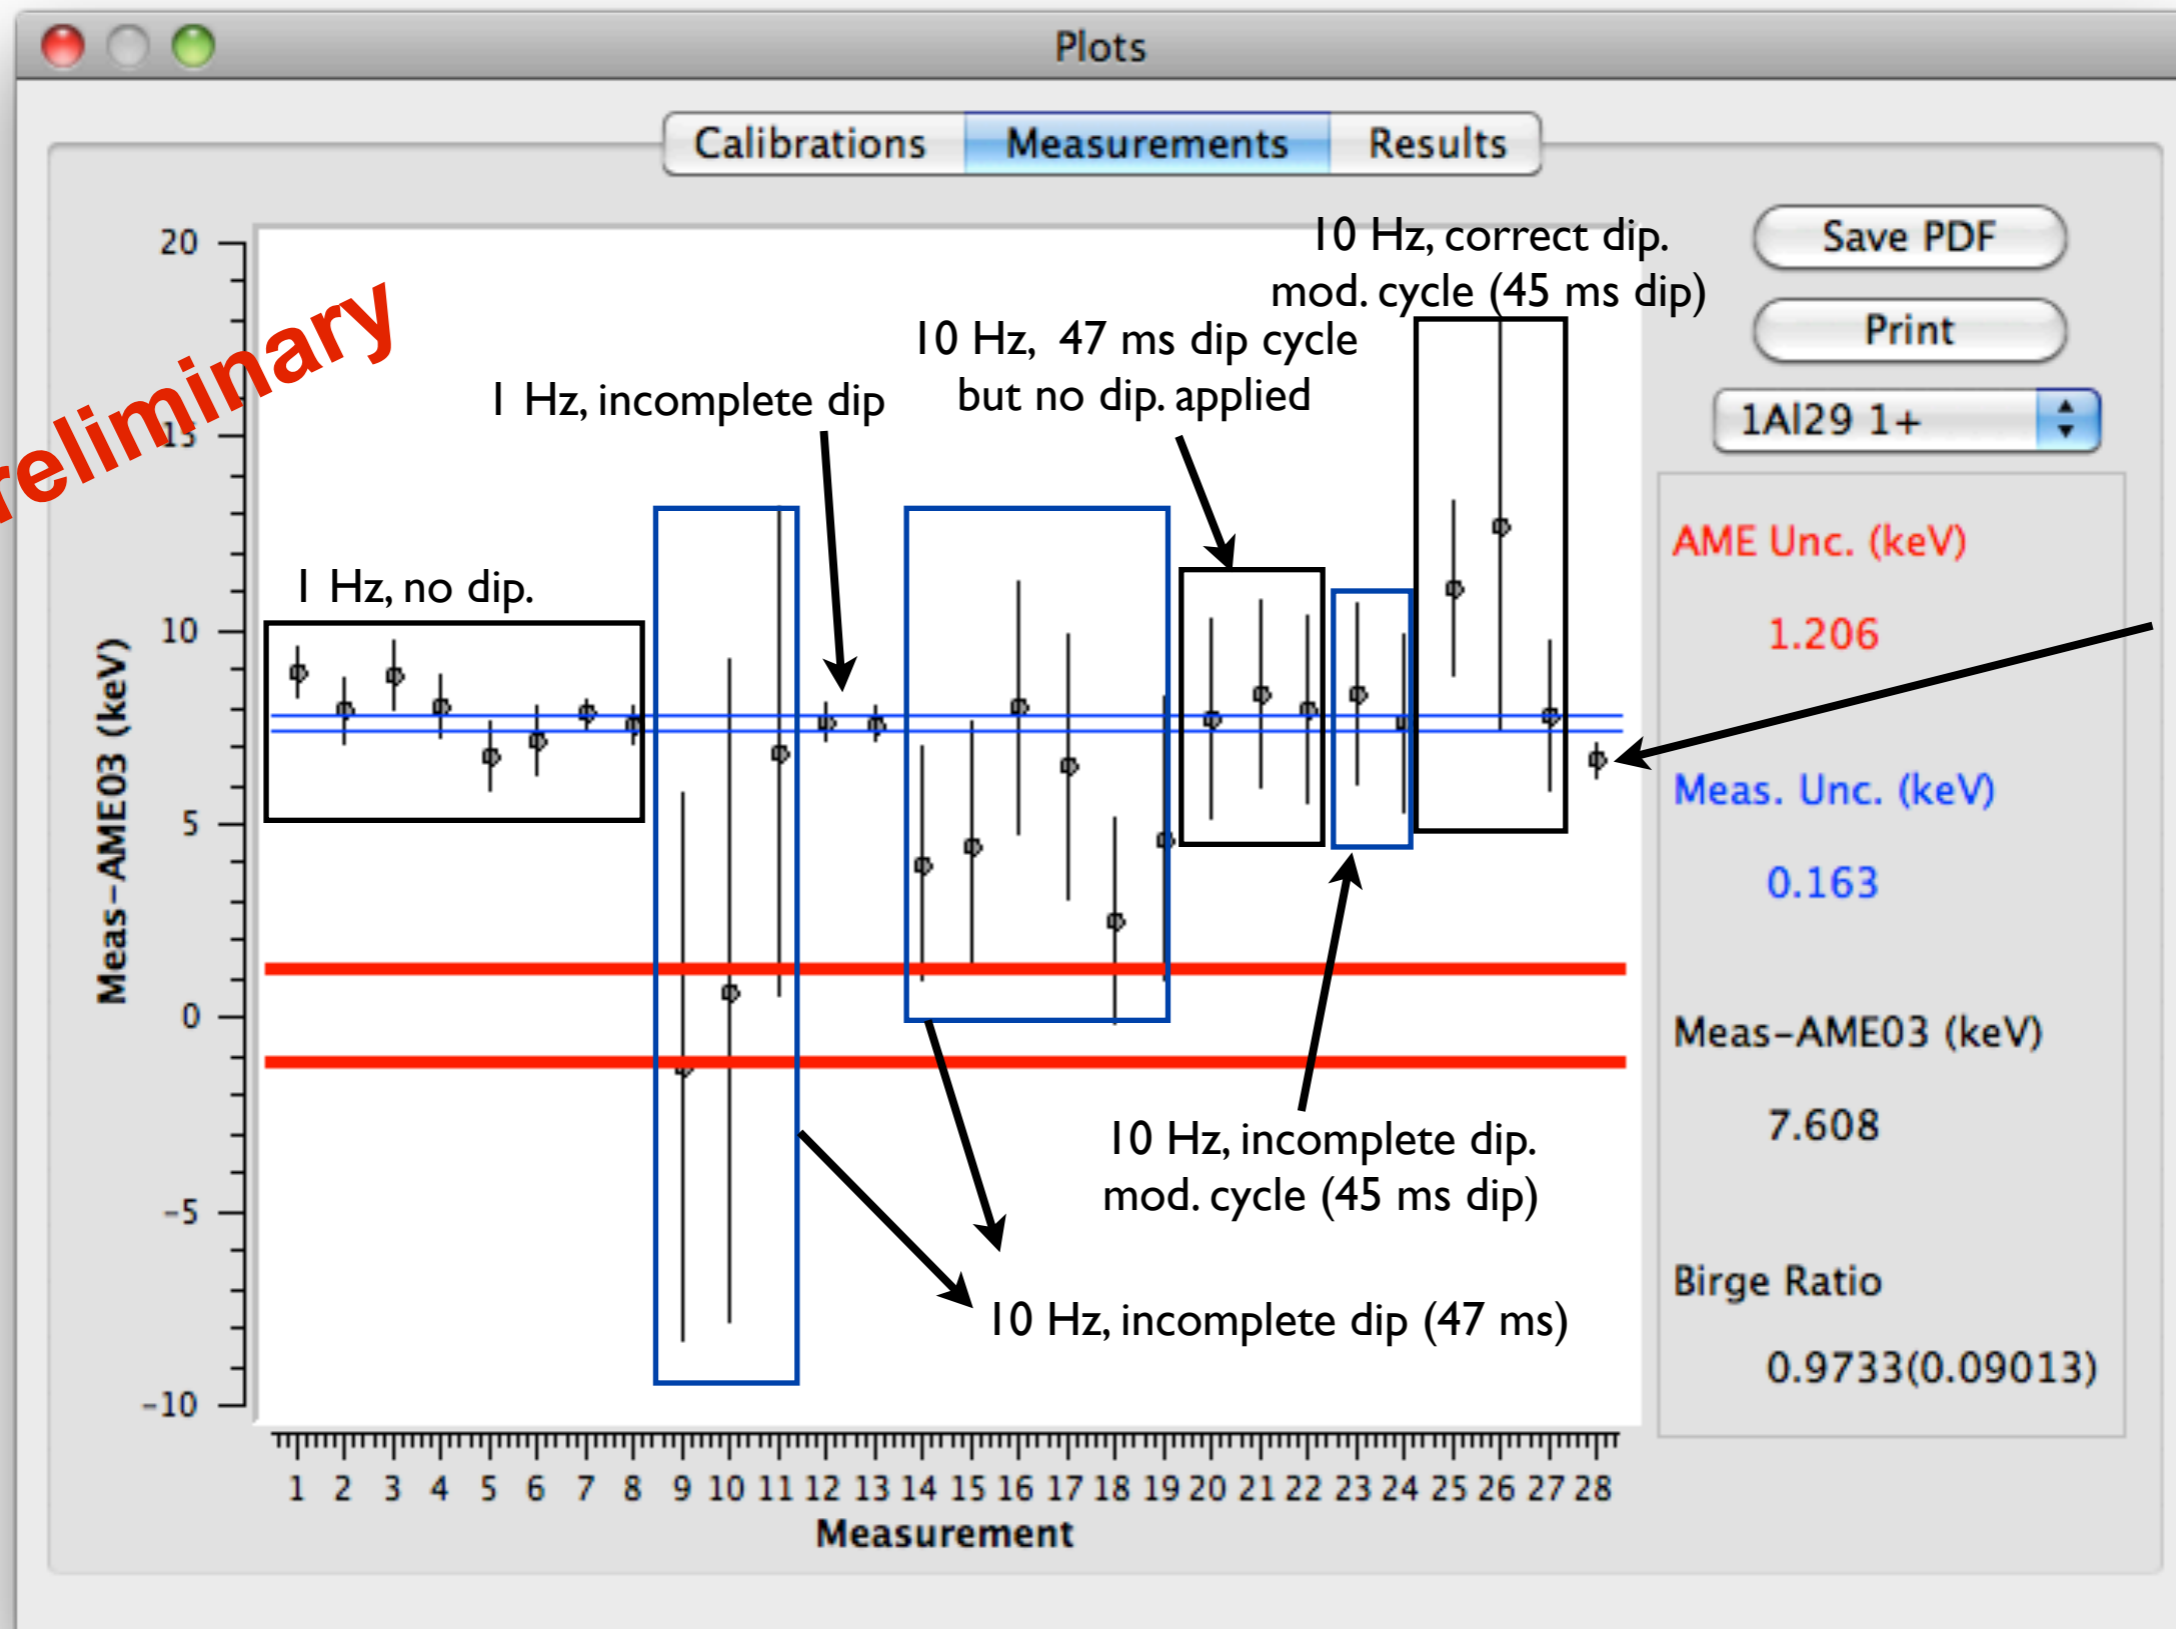 Plots
Calibrations Measurements Results
reliminary
Save PDF
Print
1Al29 1+
AME Unc. (keV)
1.206
Meas. Unc. (keV)
0.163
Meas-AME03 (keV)
7.608
Birge Ratio
0.9733(0.09013)
10 Hz, correct dip.
mod. cycle (45 ms dip)
10 Hz, 47 ms dip cycle
but no dip. applied
1 Hz, incomplete dip
1 Hz, no dip.
10 Hz, incomplete dip.
mod. cycle (45 ms dip)
10 Hz, incomplete dip (47 ms)
Meas-AME03 (keV)
20
15
10
5
0
-5
-10
1 2 3 4 5 6 7 8 9 10 11 12 13 14 15 16 17 18 19 20 21 22 23 24 25 26 27 28
Measurement